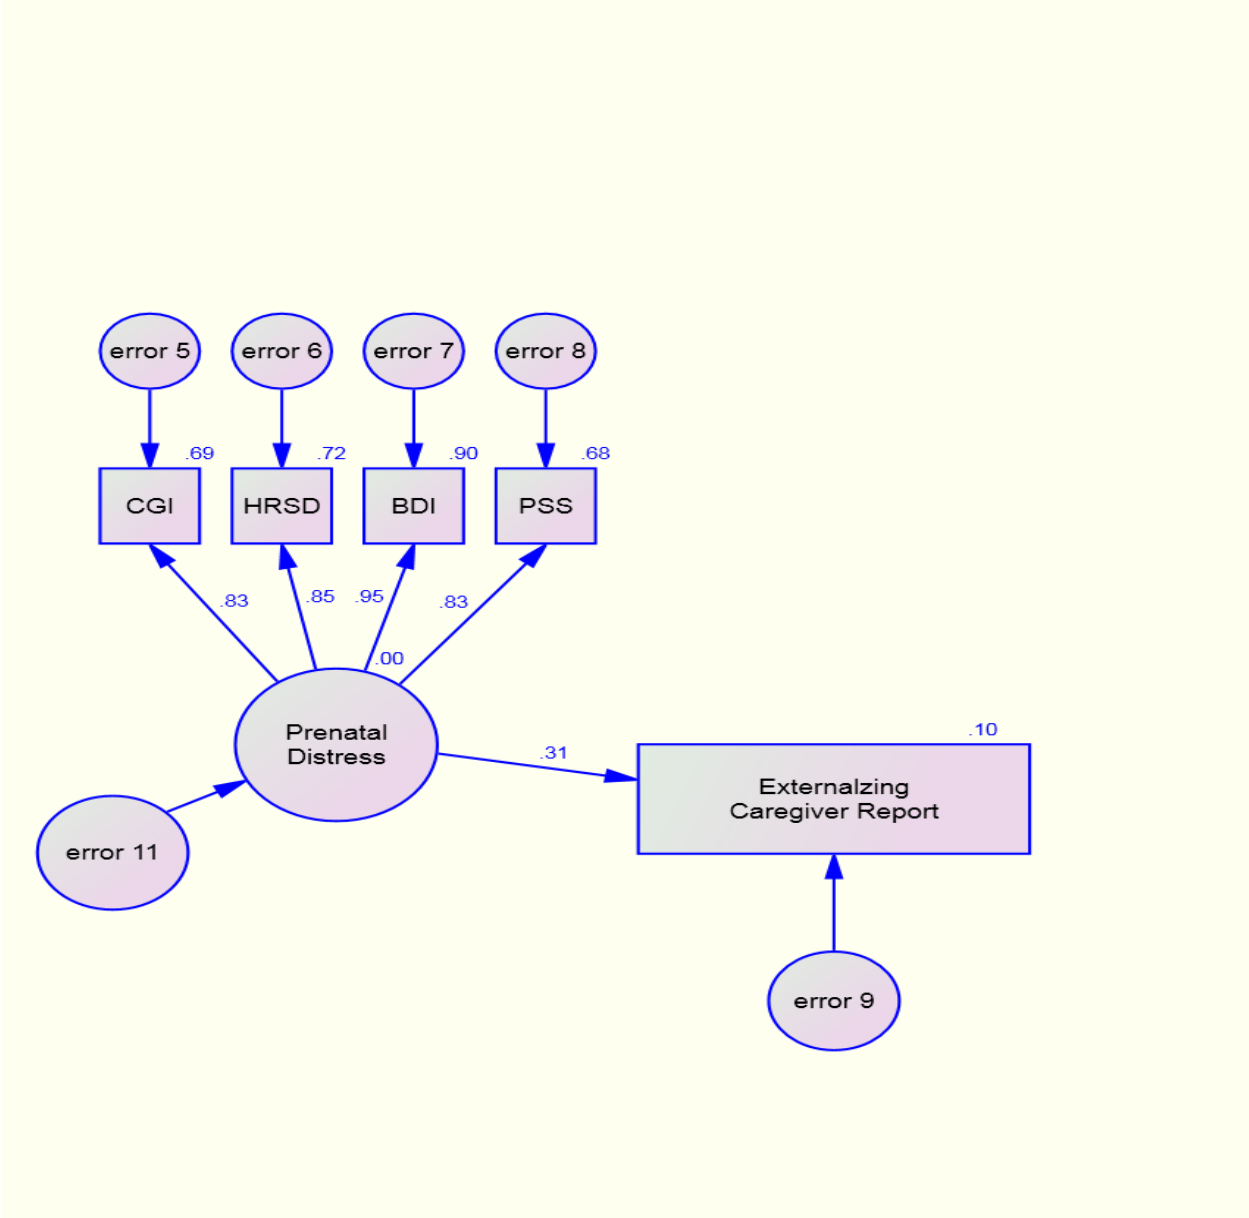 error 5
error 6
error 7
error 8
.69
.72
.90
.68
CGI
HRSD
BDI
PSS
.83
.85
.95
.83
.00
Prenatal
Distress
.31
.10
Externalzing
Caregiver Report
error 11
error 9